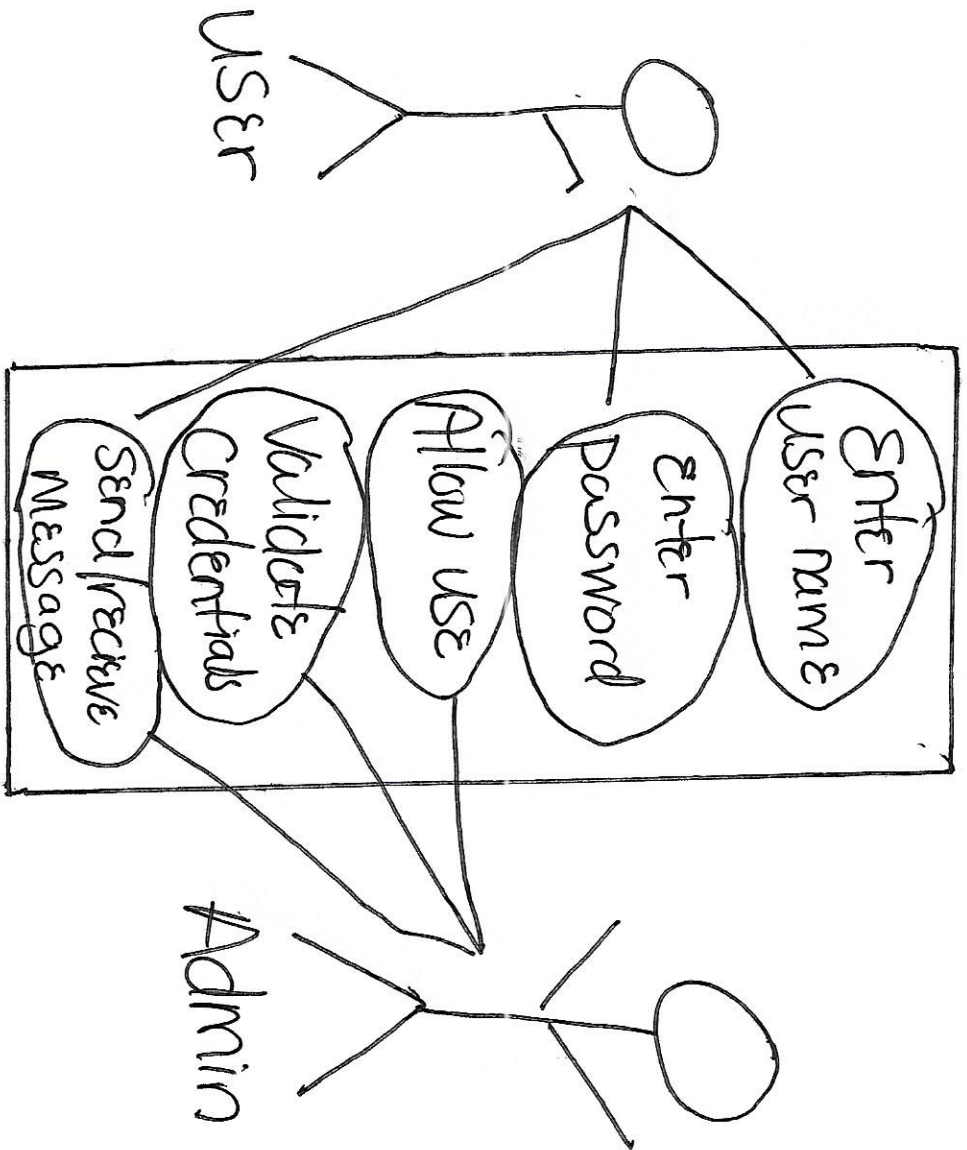 Enter
user name
Enter
password
Allow use
Validate
Credentials
Send/recieve
Message
User
Admin